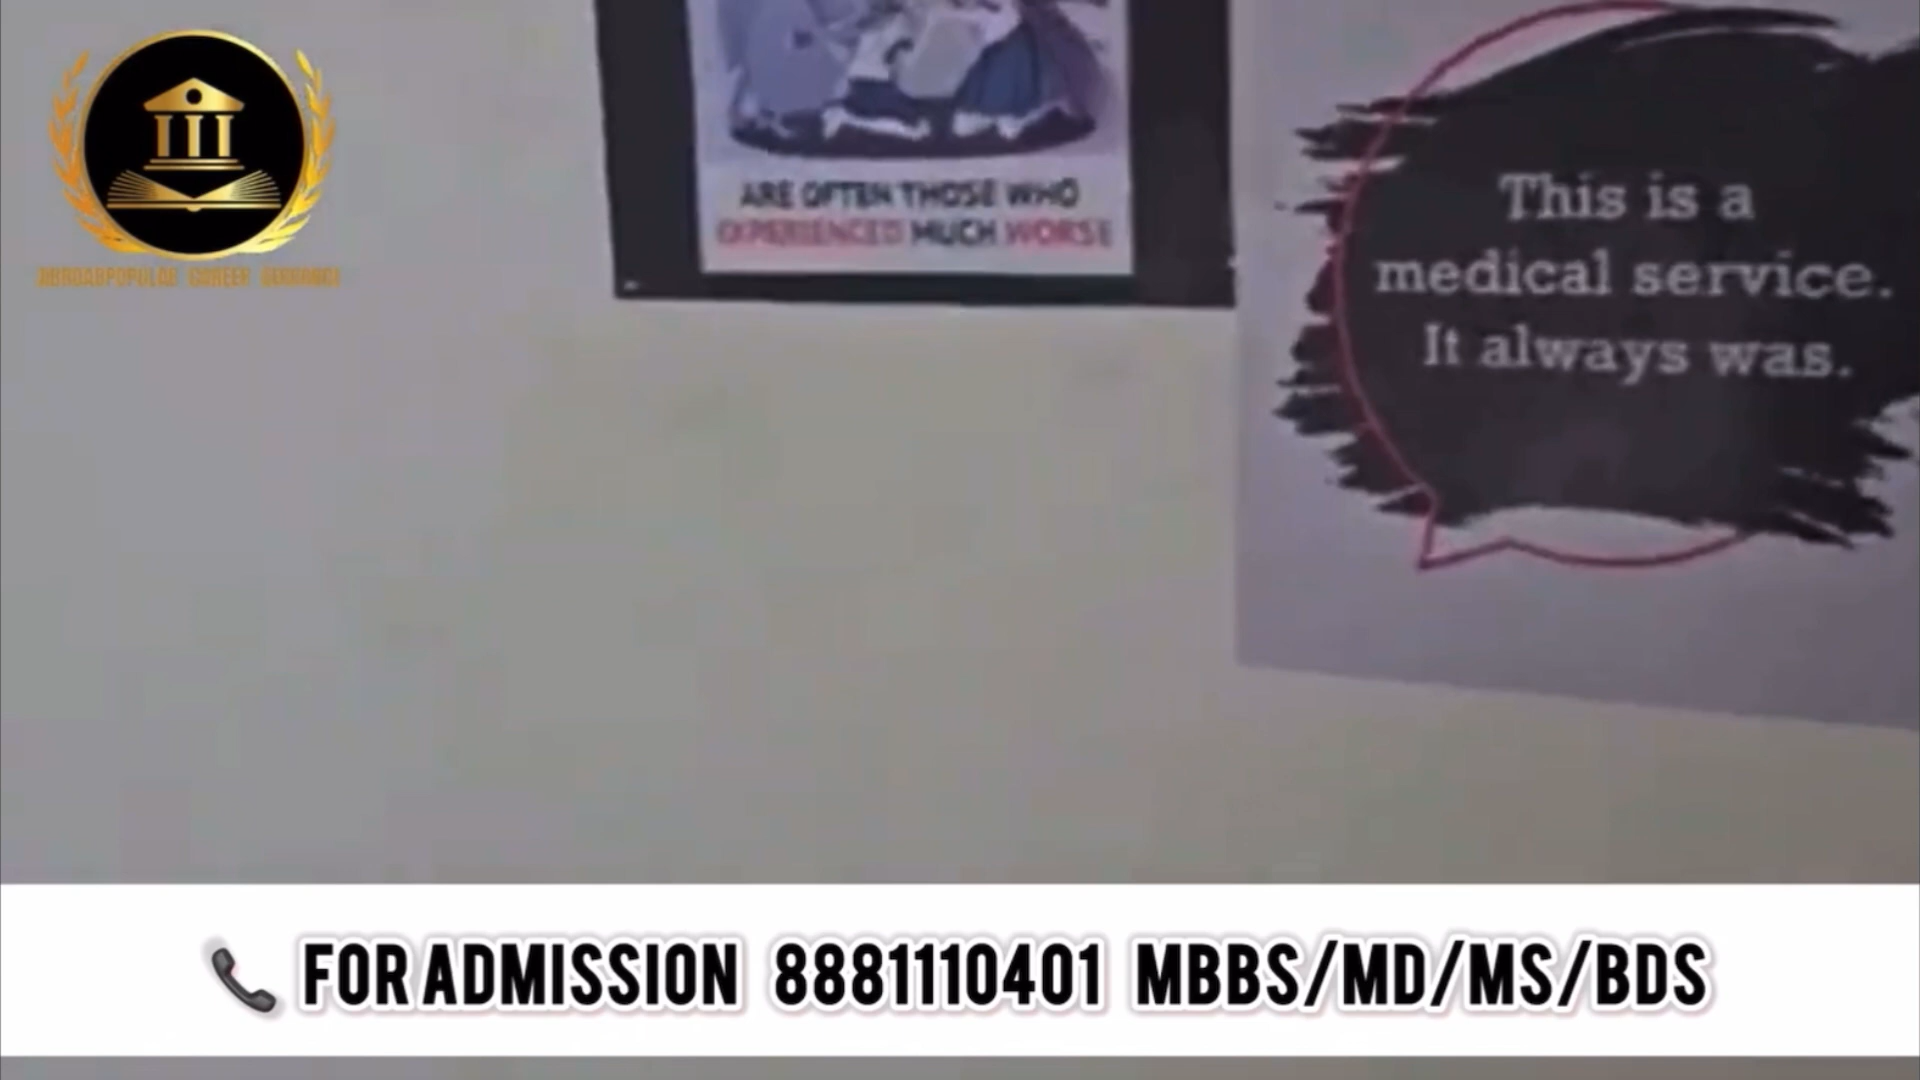 ARE OFTEN THOSE WHO
EXPERIENCED MUCH WORSE
This is a
medical service.
It always was.
CAREER
FOR ADMISSION 8881110401 MBBS/MD/MS/BDS